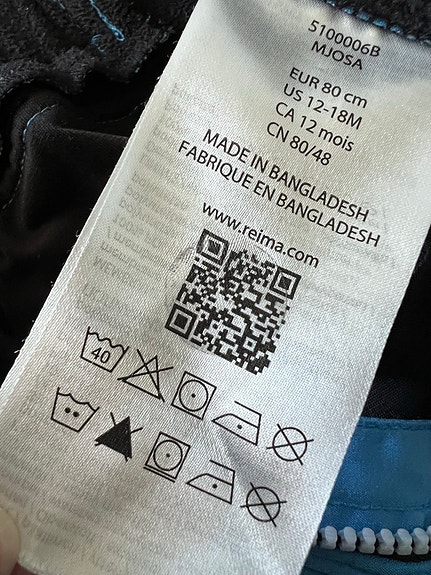 5100006B
MJOSA
EUR 80 cm
US 12-18M
CA 12 mois
CN 80/48
MADE IN BANGLADESH
FABRIQUE EN BANGLADESH
www.reima.com
40